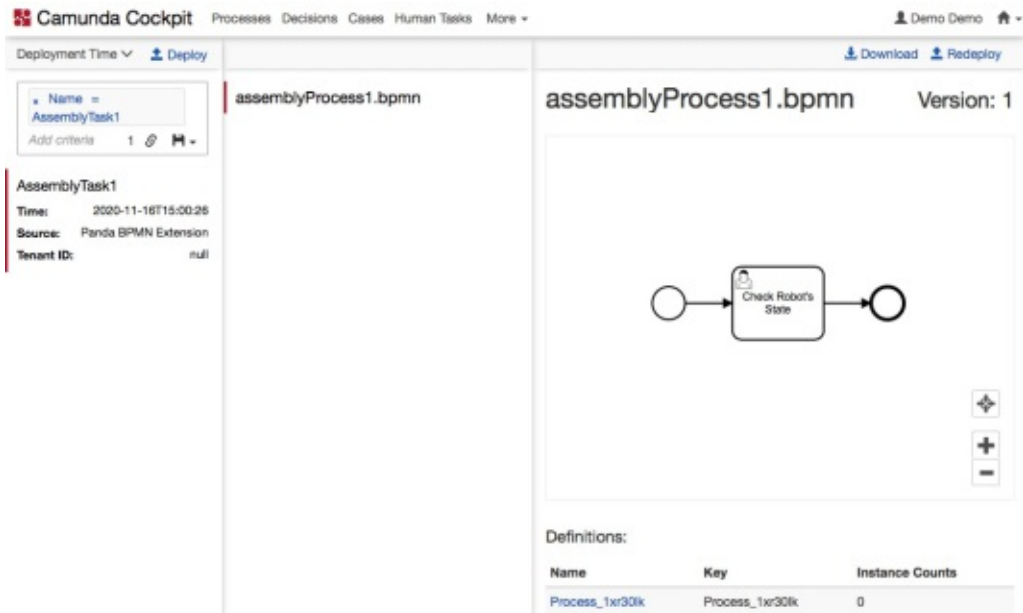 Camunda Cockpit Processes Decisions Cases Human Tasks More
Demo Demo
Deployment Time Deploy
Download Redeploy
Name =
AssemblyTask1
Add criteria 1
AssemblyTask1
Time: 2020-11-16T15:00:26
Source: Panda BPMN Extension
Tenant ID: null
assemblyProcess1.bpmn
assemblyProcess1.bpmn Version: 1
Check Robot's
State
Definitions:
Name Key Instance Counts
Process_1xr30lk Process_1xr30lk 0